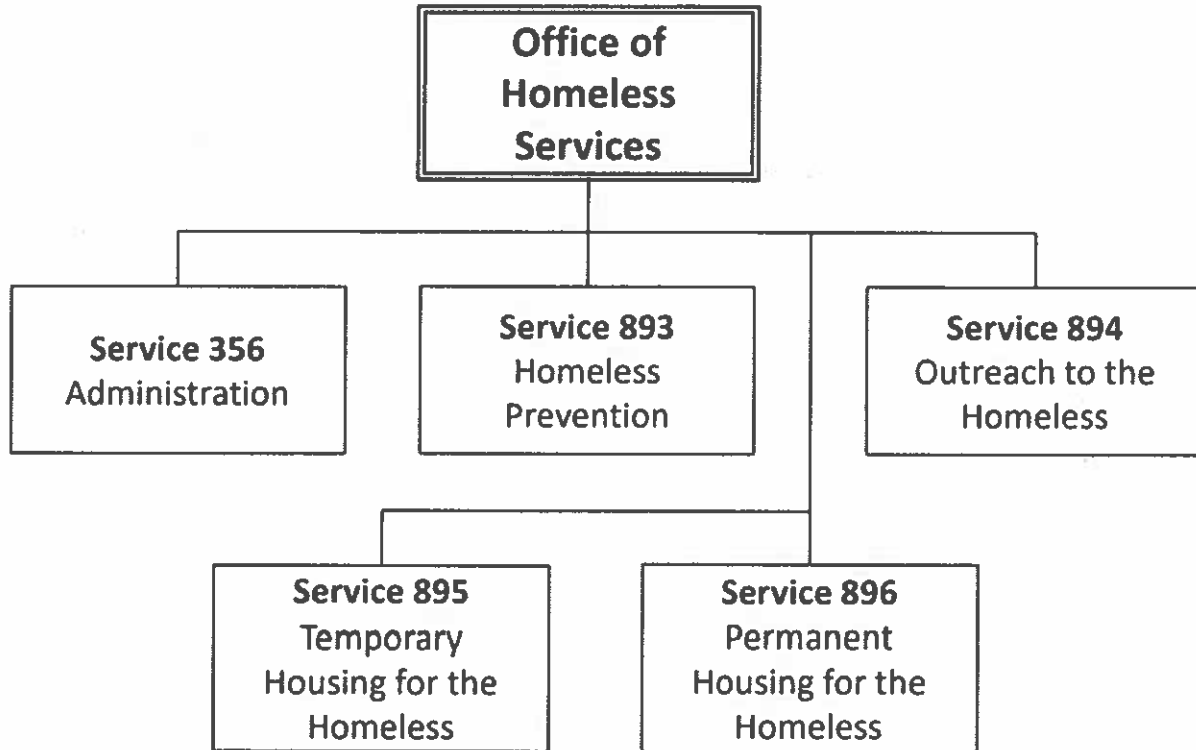 Office of
Homeless
Services
Service 356
Administration
Service 893
Homeless
Prevention
Service 894
Outreach to the
Homeless
Service 895
Temporary
Housing for the
Homeless
Service 896
Permanent
Housing for the
Homeless